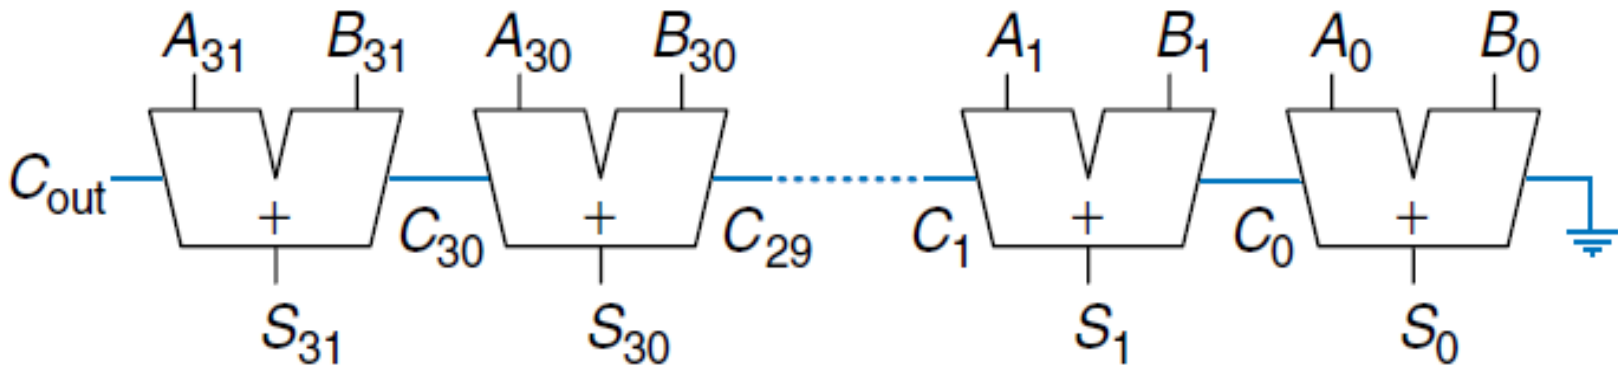 A31 B31 A30 B30 A1 B1 A0 B0
Cout + C30 + C29 C1 + C0 +
S31 S30 S1 S0